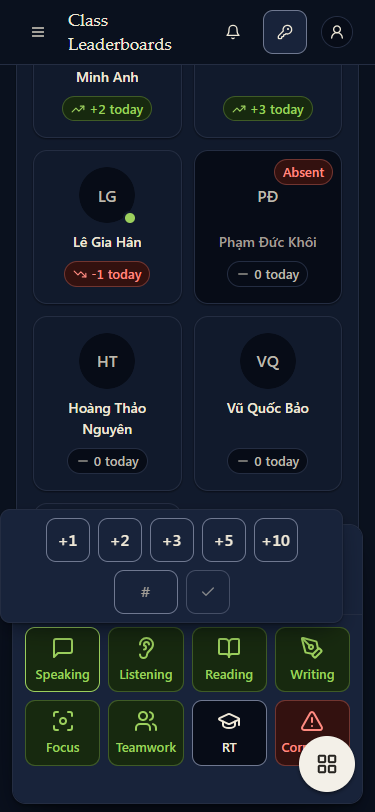 Class
Leaderboards
Minh Anh
+2 today
+3 today
Absent
LG
PĐ
Lê Gia Hân
Phạm Đức Khôi
-1 today
0 today
HT
VQ
Hoàng Thảo
Nguyên
Vũ Quốc Bảo
0 today
0 today
+1
+2
+3
+5
+10
#
Speaking
Listening
Reading
Writing
Focus
Teamwork
RT